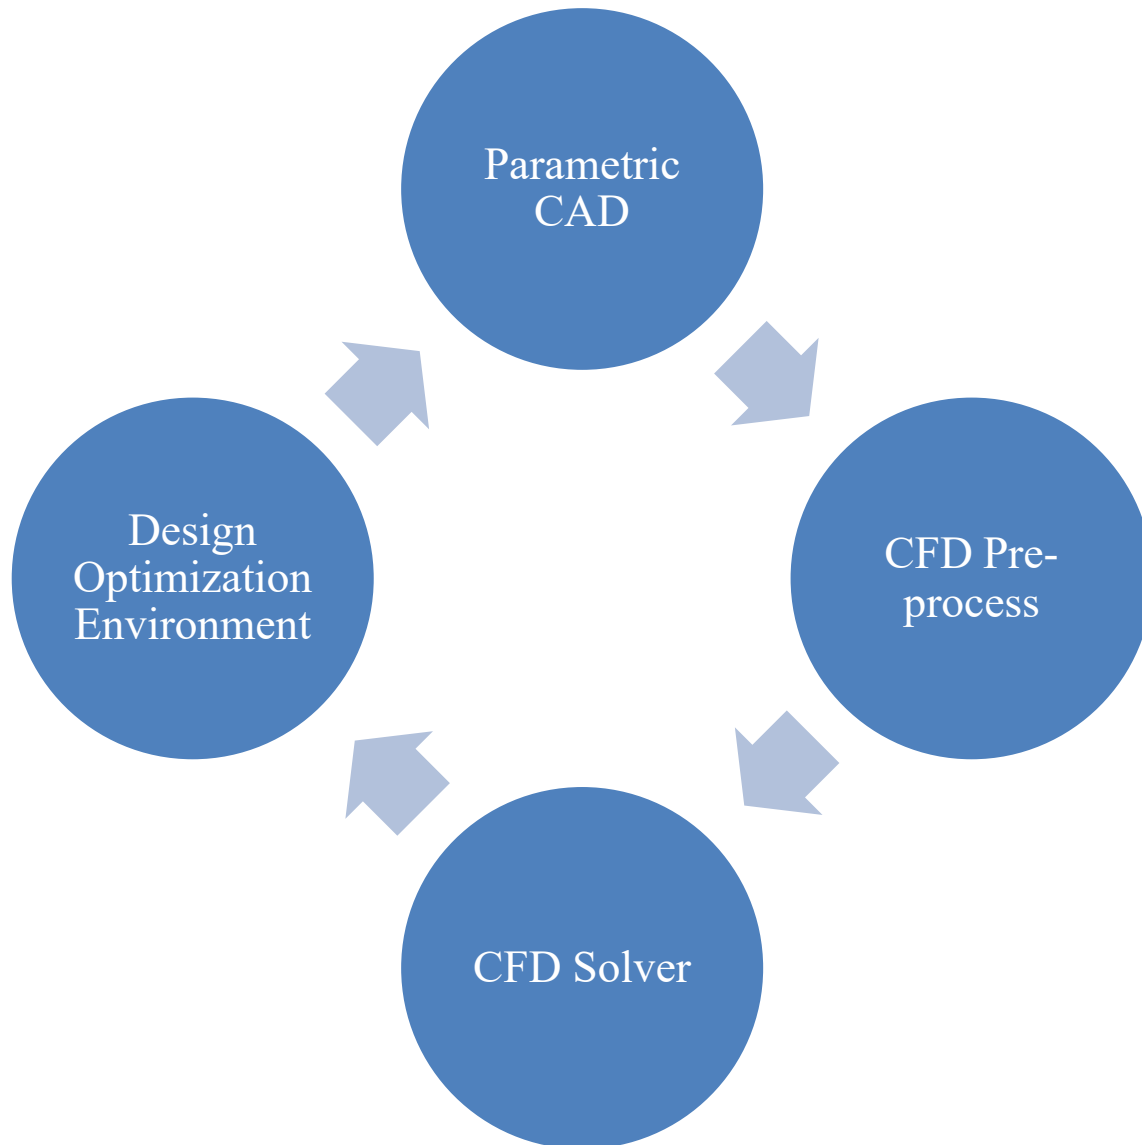 Parametric
CAD
Design
Optimization
Environment
CFD Pre-
process
CFD Solver